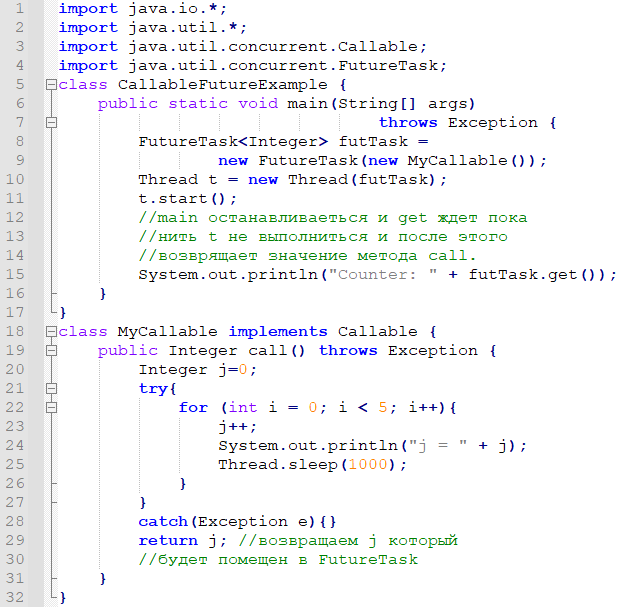 1 import java.io.*;
2 import java.util.*;
3 import java.util.concurrent.Callable;
4 import java.util.concurrent.FutureTask;
5 class CallableFutureExample {
6 public static void main(String[] args)
7 throws Exception {
8 FutureTask<Integer> futTask =
9 new FutureTask(new MyCallable());
10 Thread t = new Thread(futTask);
11 t.start();
12 //main останавливаеться и get ждет пока
13 //нить t не выполниться и после этого
14 //возврящает значение метода call.
15 System.out.println("Counter: " + futTask.get());
16 }
17 }
18 class MyCallable implements Callable {
19 public Integer call() throws Exception {
20 Integer j=0;
21 try{
22 for (int i = 0; i < 5; i++){
23 j++;
24 System.out.println("j = " + j);
25 Thread.sleep(1000);
26 }
27 }
28 catch(Exception e){}
29 return j; //возвращаем j который
30 //будет помещен в FutureTask
31 }
32 }